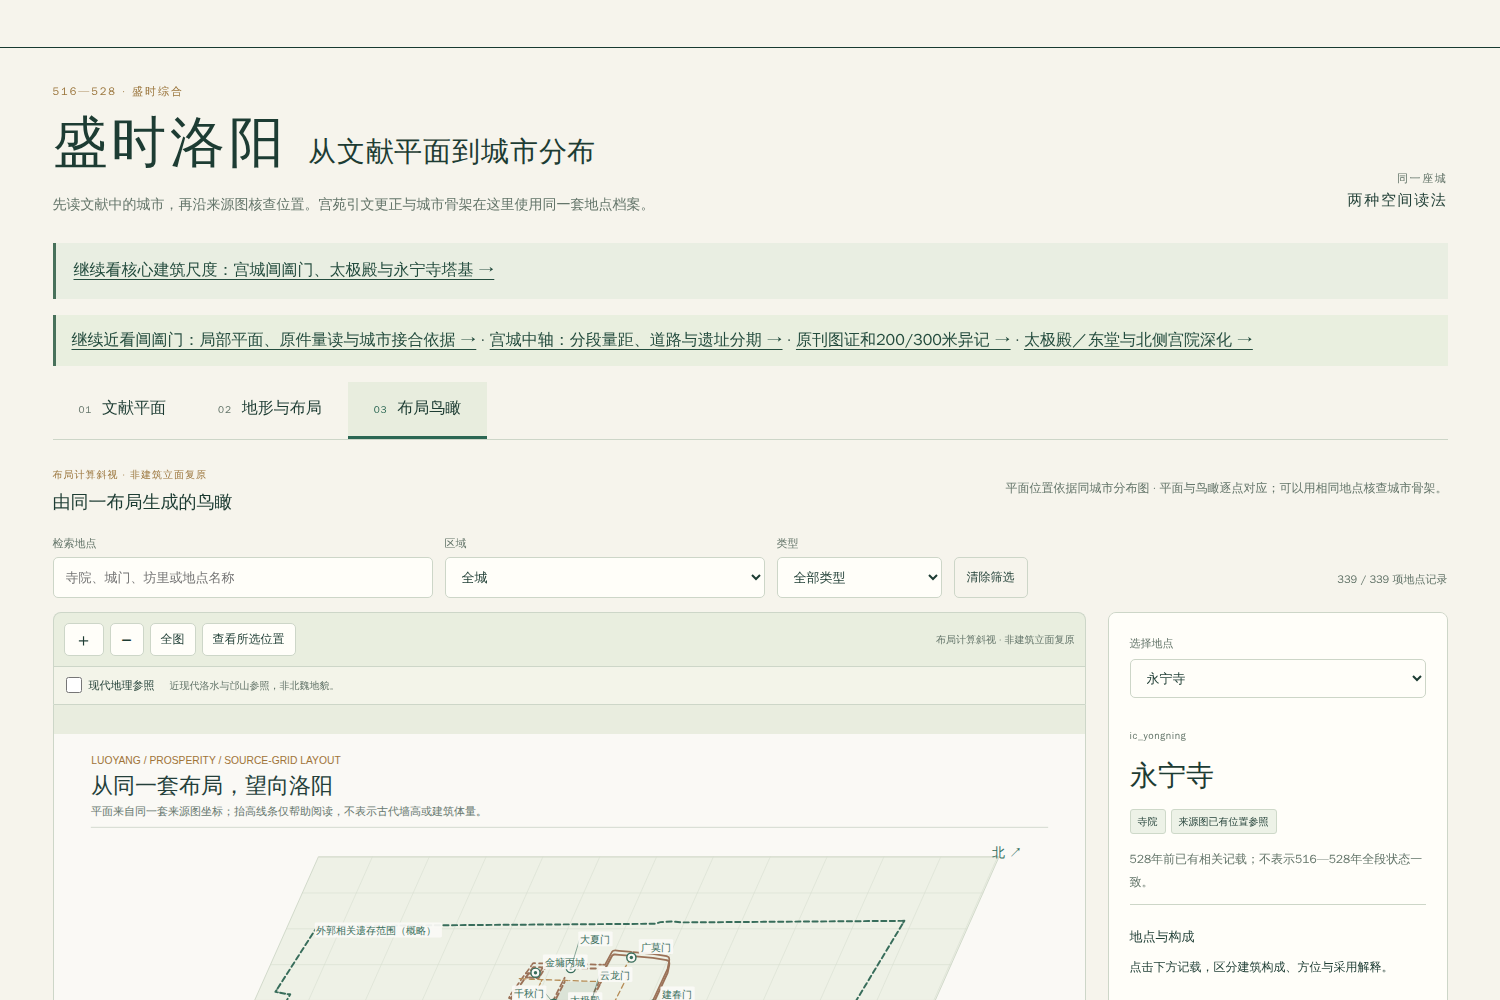 516—528 · 盛时综合
盛时洛阳 从文献平面到城市分布
先读文献中的城市，再沿来源图核查位置。宫苑引文更正与城市骨架在这里使用同一套地点档案。
同一座城
两种空间读法
继续看核心建筑尺度：宫城阊阖门、太极殿与永宁寺塔基 →
继续近看阊阖门：局部平面、原件量读与城市接合依据 → · 宫城中轴：分段量距、道路与遗址分期 → · 原刊图证和200/300米异记 → · 太极殿／东堂与北侧宫院深化 →
01 文献平面 02 地形与布局 03 布局鸟瞰
布局计算斜视 · 非建筑立面复原
由同一布局生成的鸟瞰
平面位置依据同城市分布图 · 平面与鸟瞰逐点对应；可以用相同地点核查城市骨架。
检索地点 区域 类型
寺院、城门、坊里或地点名称 全城 全部类型 清除筛选
339 / 339 项地点记录
＋ − 全图 查看所选位置 布局计算斜视 · 非建筑立面复原
现代地理参照 近现代洛水与邙山参照，非北魏地貌。
LUOYANG / PROSPERITY / SOURCE-GRID LAYOUT
从同一套布局，望向洛阳
平面来自同一套来源图坐标；抬高线条仅帮助阅读，不表示古代墙高或建筑体量。
北 ↗
外郭相关遗存范围（概略）
大夏门
广莫门
金墉丙城
云龙门
千秋门
太极殿
建春门
选择地点
永宁寺
ic_yongning
永宁寺
寺院 来源图已有位置参照
528年前已有相关记载；不表示516—528年全段状态一
致。
地点与构成
点击下方记载，区分建筑构成、方位与采用解释。